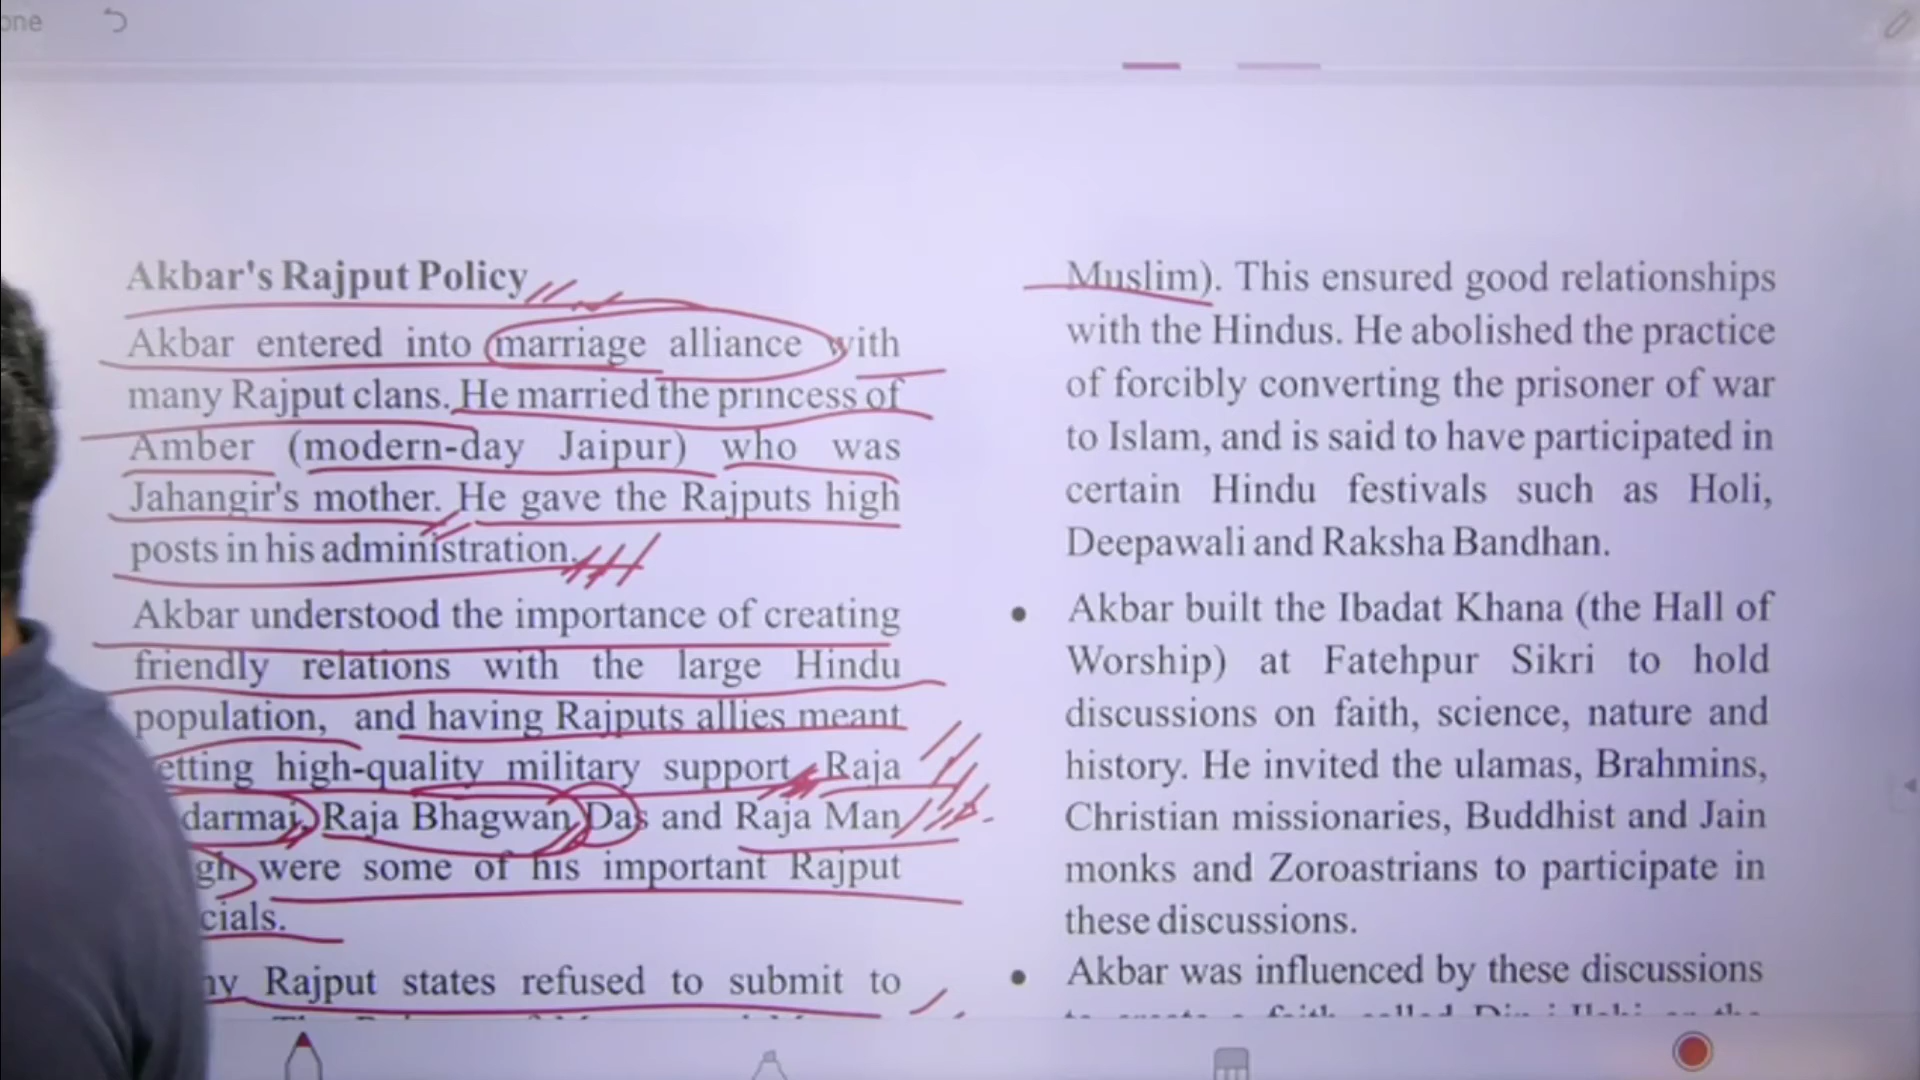 Akbar's Rajput Policy
Akbar entered into marriage alliance with
many Rajput clans. He married the princess of
Amber (modern-day Jaipur) who was
Jahangir's mother. He gave the Rajputs high
posts in his administration.
Akbar understood the importance of creating
friendly relations with the large Hindu
population, and having Rajputs allies meant
etting high-quality military support. Raja
darmal, Raja Bhagwan Das and Raja Man
gh were some of his important Rajput
cials.
ny Rajput states refused to submit to
Muslim). This ensured good relationships
with the Hindus. He abolished the practice
of forcibly converting the prisoner of war
to Islam, and is said to have participated in
certain Hindu festivals such as Holi,
Deepawali and Raksha Bandhan.
• Akbar built the Ibadat Khana (the Hall of
Worship) at Fatehpur Sikri to hold
discussions on faith, science, nature and
history. He invited the ulamas, Brahmins,
Christian missionaries, Buddhist and Jain
monks and Zoroastrians to participate in
these discussions.
• Akbar was influenced by these discussions